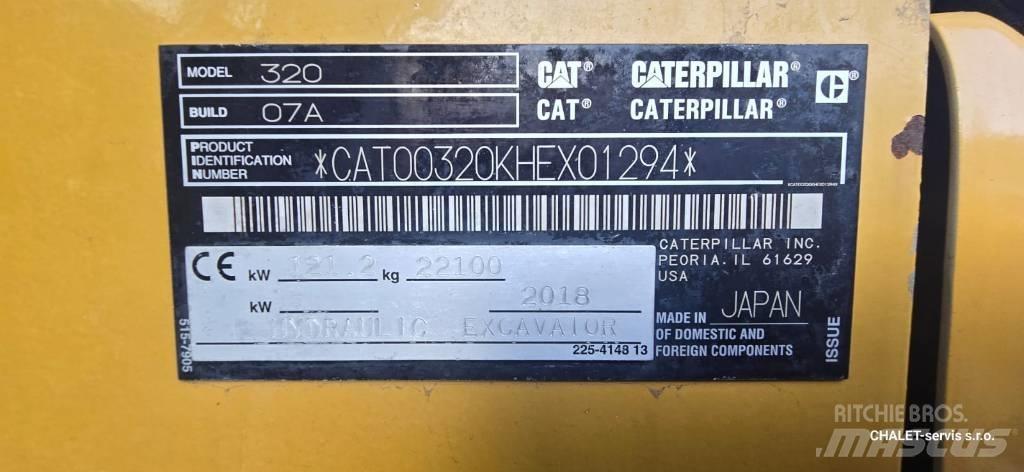 MODEL 320
CAT® CATERPILLAR®
BUILD 07A
CAT® CATERPILLAR®
C®
PRODUCT
IDENTIFICATION
NUMBER
*CAT00320KHEX01294*
CATERPILLAR INC.
PEORIA. IL 61629
USA
CE kW 121.2 kg 22100
kW 2018
HYDRAULIC EXCAVATOR
225-4148 13
515-7905
MADE IN JAPAN
OF DOMESTIC AND
FOREIGN COMPONENTS
ISSUE
RITCHIE BROS.
MASCUS
CHALET-servis s.r.o.